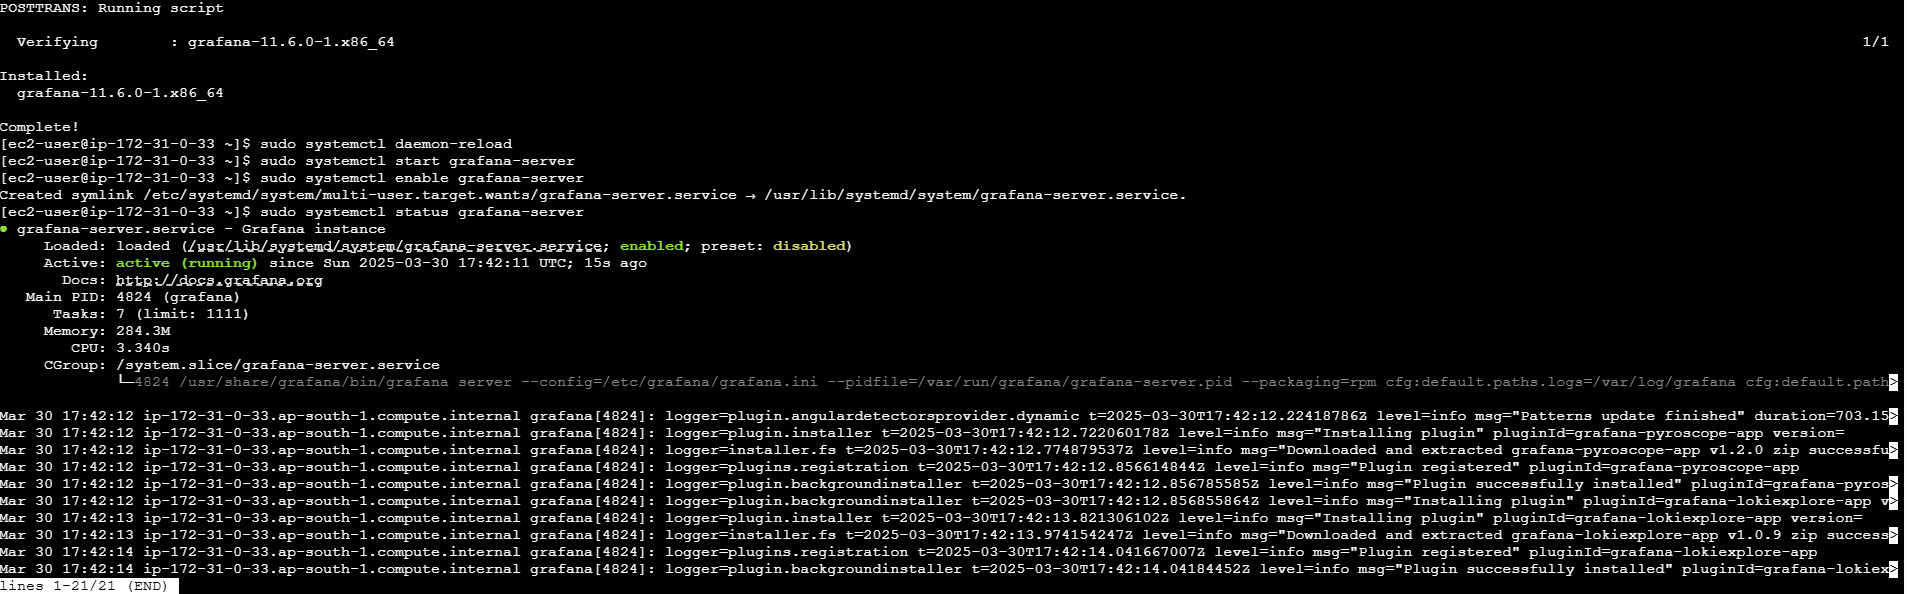 POSTTRANS: Running script
Verifying        : grafana-11.6.0-1.x86_64                                                                  1/1
Installed:
grafana-11.6.0-1.x86_64
Complete!
[ec2-user@ip-172-31-0-33 ~]$ sudo systemctl daemon-reload
[ec2-user@ip-172-31-0-33 ~]$ sudo systemctl start grafana-server
[ec2-user@ip-172-31-0-33 ~]$ sudo systemctl enable grafana-server
Created symlink /etc/systemd/system/multi-user.target.wants/grafana-server.service → /usr/lib/systemd/system/grafana-server.service.
[ec2-user@ip-172-31-0-33 ~]$ sudo systemctl status grafana-server
● grafana-server.service - Grafana instance
Loaded: loaded (/usr/lib/systemd/system/grafana-server.service; enabled; preset: disabled)
Active: active (running) since Sun 2025-03-30 17:42:11 UTC; 15s ago
Docs: http://docs.grafana.org
Main PID: 4824 (grafana)
Tasks: 7 (limit: 1111)
Memory: 284.3M
CPU: 3.340s
CGroup: /system.slice/grafana-server.service
└─4824 /usr/share/grafana/bin/grafana server --config=/etc/grafana/grafana.ini --pidfile=/var/run/grafana/grafana-server.pid --packaging=rpm cfg:default.paths.logs=/var/log/grafana cfg:default.path>
Mar 30 17:42:12 ip-172-31-0-33.ap-south-1.compute.internal grafana[4824]: logger=plugin.angulardetectorsprovider.dynamic t=2025-03-30T17:42:12.22418786Z level=info msg="Patterns update finished" duration=703.15>
Mar 30 17:42:12 ip-172-31-0-33.ap-south-1.compute.internal grafana[4824]: logger=plugin.installer t=2025-03-30T17:42:12.722060178Z level=info msg="Installing plugin" pluginId=grafana-pyroscope-app version=
Mar 30 17:42:12 ip-172-31-0-33.ap-south-1.compute.internal grafana[4824]: logger=installer.fs t=2025-03-30T17:42:12.774879537Z level=info msg="Downloaded and extracted grafana-pyroscope-app v1.2.0 zip successfu>
Mar 30 17:42:12 ip-172-31-0-33.ap-south-1.compute.internal grafana[4824]: logger=plugins.registration t=2025-03-30T17:42:12.856614844Z level=info msg="Plugin registered" pluginId=grafana-pyroscope-app
Mar 30 17:42:12 ip-172-31-0-33.ap-south-1.compute.internal grafana[4824]: logger=plugin.backgroundinstaller t=2025-03-30T17:42:12.856785585Z level=info msg="Plugin successfully installed" pluginId=grafana-pyros>
Mar 30 17:42:12 ip-172-31-0-33.ap-south-1.compute.internal grafana[4824]: logger=plugin.backgroundinstaller t=2025-03-30T17:42:12.856855864Z level=info msg="Installing plugin" pluginId=grafana-lokiexplore-app v>
Mar 30 17:42:13 ip-172-31-0-33.ap-south-1.compute.internal grafana[4824]: logger=plugin.installer t=2025-03-30T17:42:13.821306102Z level=info msg="Installing plugin" pluginId=grafana-lokiexplore-app version=
Mar 30 17:42:13 ip-172-31-0-33.ap-south-1.compute.internal grafana[4824]: logger=installer.fs t=2025-03-30T17:42:13.974154247Z level=info msg="Downloaded and extracted grafana-lokiexplore-app v1.0.9 zip success>
Mar 30 17:42:14 ip-172-31-0-33.ap-south-1.compute.internal grafana[4824]: logger=plugins.registration t=2025-03-30T17:42:14.041667007Z level=info msg="Plugin registered" pluginId=grafana-lokiexplore-app
Mar 30 17:42:14 ip-172-31-0-33.ap-south-1.compute.internal grafana[4824]: logger=plugin.backgroundinstaller t=2025-03-30T17:42:14.04184452Z level=info msg="Plugin successfully installed" pluginId=grafana-lokiex>
lines 1-21/21 (END)